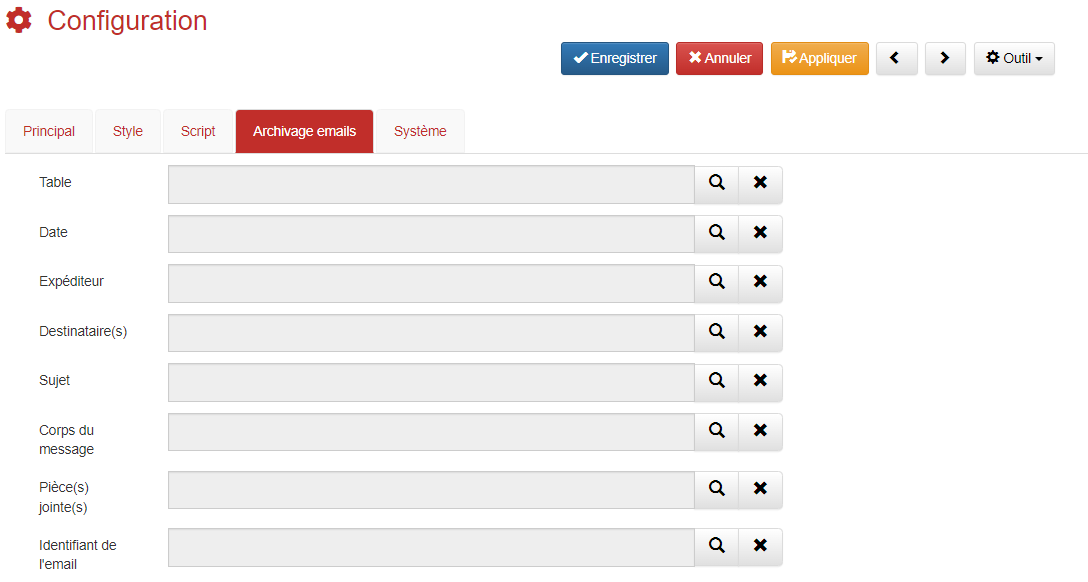 Configuration
Enregistrer Annuler Appliquer Outil
Principal Style Script Archivage emails Système
Table
Date
Expéditeur
Destinataire(s)
Sujet
Corps du
message
Pièce(s)
jointe(s)
Identifiant de
l'email